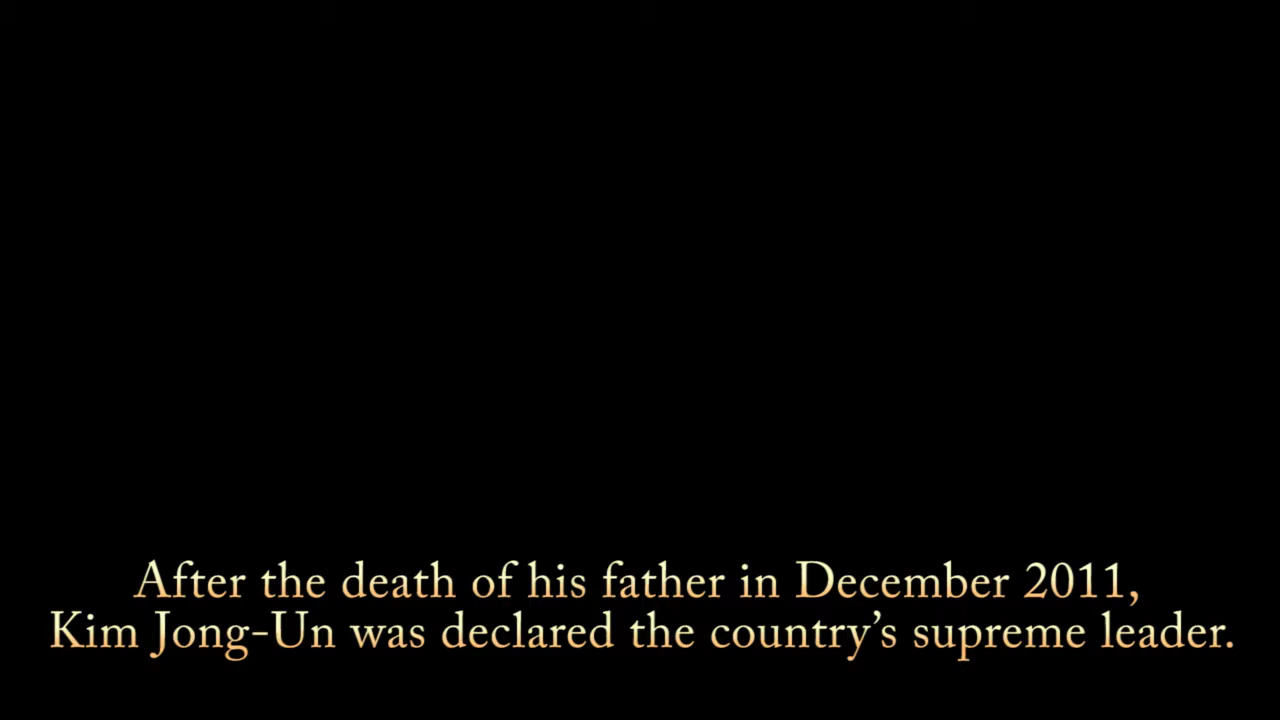 After the death of his father in December 2011,
Kim Jong-Un was declared the country’s supreme leader.